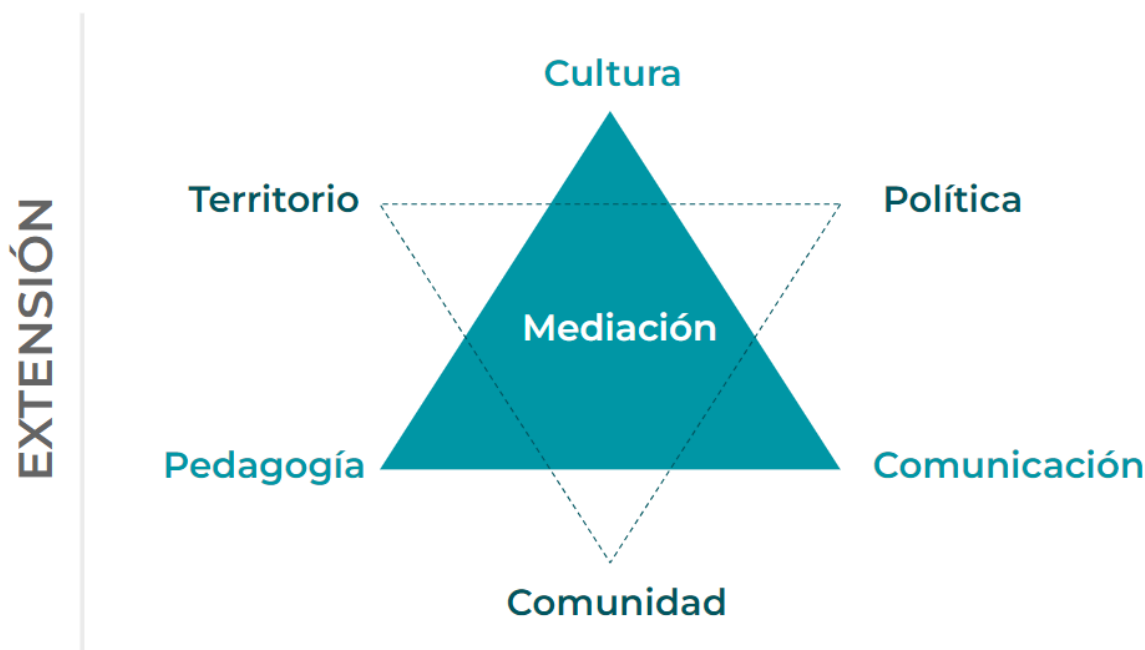 EXTENSIÓN
Cultura
Territorio
Política
Mediación
Pedagogía
Comunicación
Comunidad